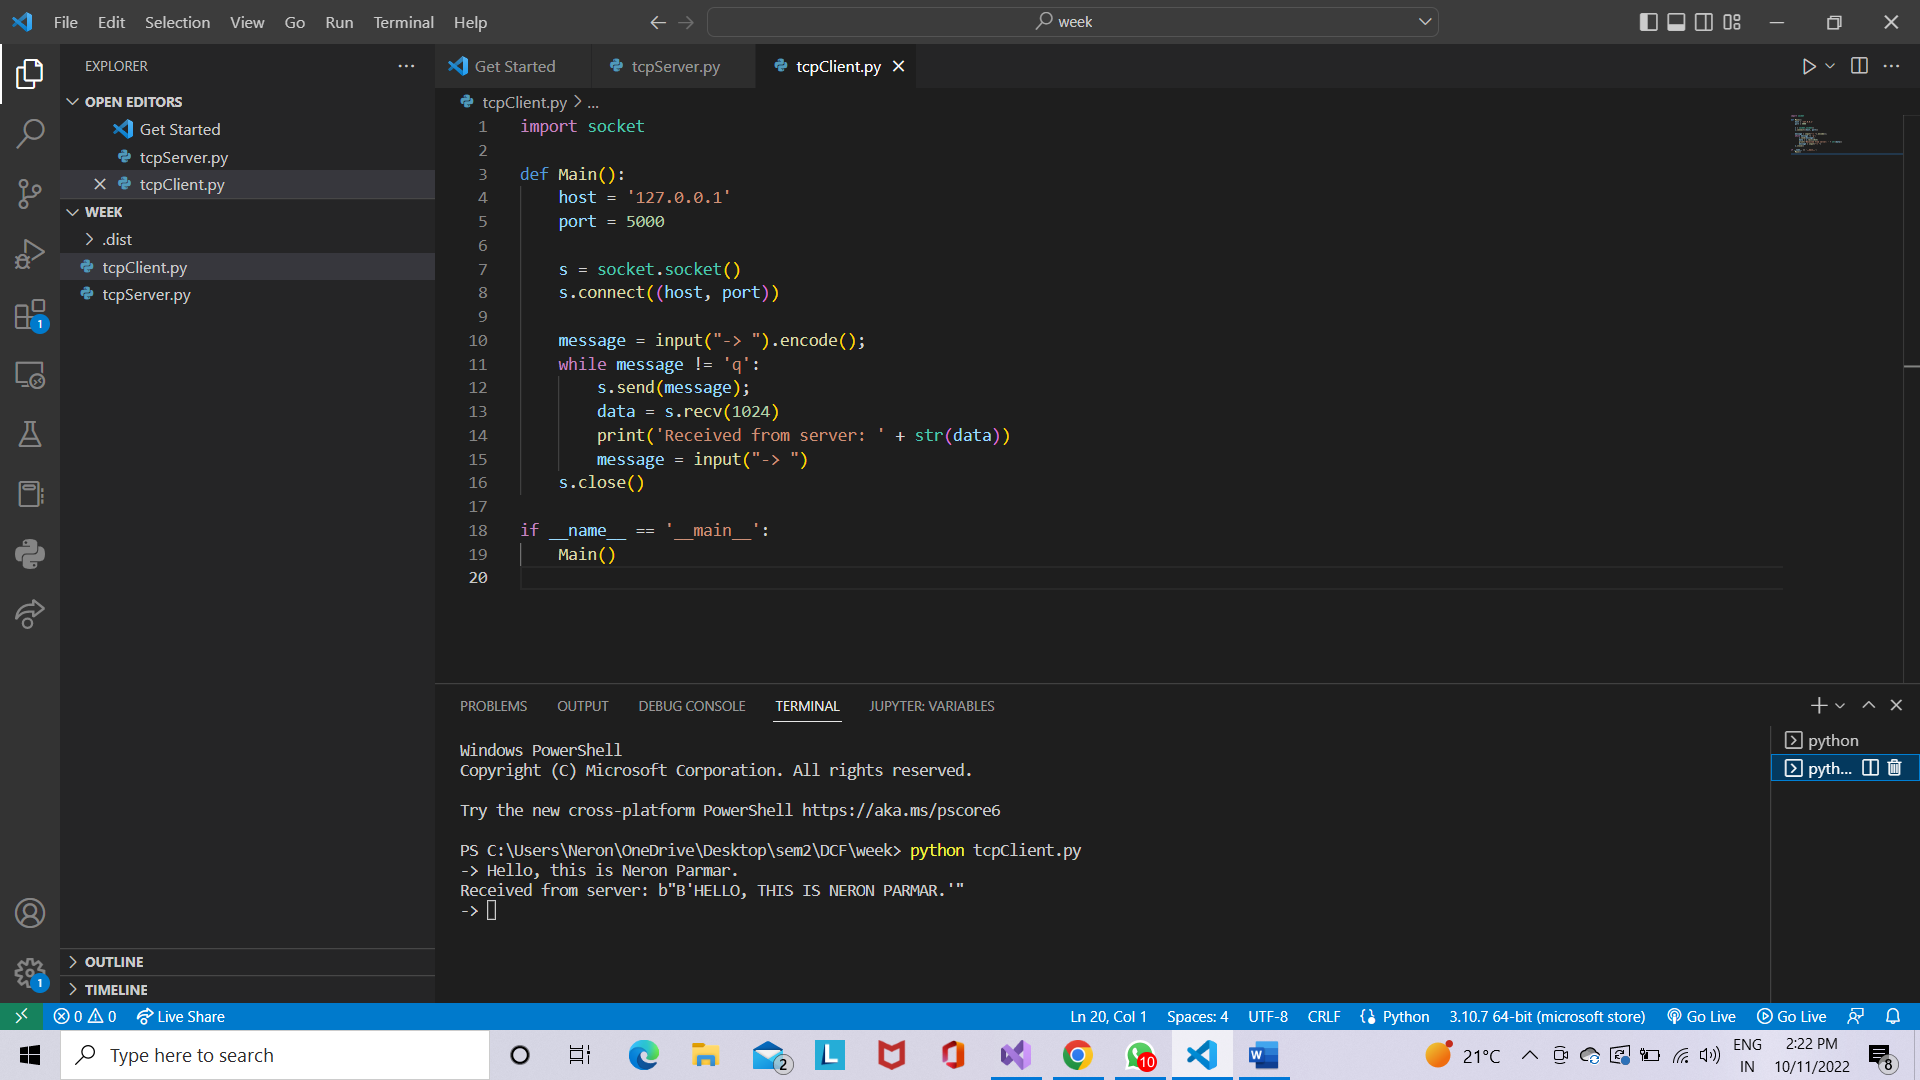 File Edit Selection View Go Run Terminal Help
week
EXPLORER
OPEN EDITORS
Get Started
tcpServer.py
tcpClient.py
WEEK
.dist
tcpClient.py
tcpServer.py
OUTLINE
TIMELINE
1
1
Get Started tcpServer.py tcpClient.py
tcpClient.py > ...
1 import socket
2
3 def Main():
4 host = '127.0.0.1'
5 port = 5000
6
7 s = socket.socket()
8 s.connect((host, port))
9
10 message = input("-> ").encode();
11 while message != 'q':
12 s.send(message);
13 data = s.recv(1024)
14 print('Received from server: ' + str(data))
15 message = input("-> ")
16 s.close()
17
18 if __name__ == '__main__':
19 Main()
20
PROBLEMS OUTPUT DEBUG CONSOLE TERMINAL JUPYTER: VARIABLES
Windows PowerShell
Copyright (C) Microsoft Corporation. All rights reserved.
Try the new cross-platform PowerShell https://aka.ms/pscore6
PS C:\Users\Neron\OneDrive\Desktop\sem2\DCF\week> python tcpClient.py
-> Hello, this is Neron Parmar.
Received from server: b"B'HELLO, THIS IS NERON PARMAR.'"
->
python
pyth...
0 0 Live Share
Ln 20, Col 1 Spaces: 4 UTF-8 CRLF Python 3.10.7 64-bit (microsoft store) Go Live Go Live
Type here to search
2
L
10
W
21°C
ENG
IN
2:22 PM
10/11/2022
8